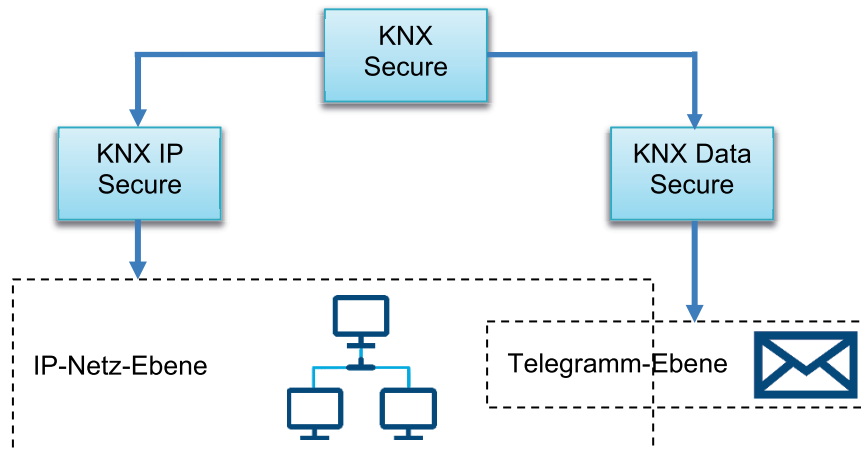 KNX
Secure
KNX IP
Secure
KNX Data
Secure
IP-Netz-Ebene
Telegramm-Ebene